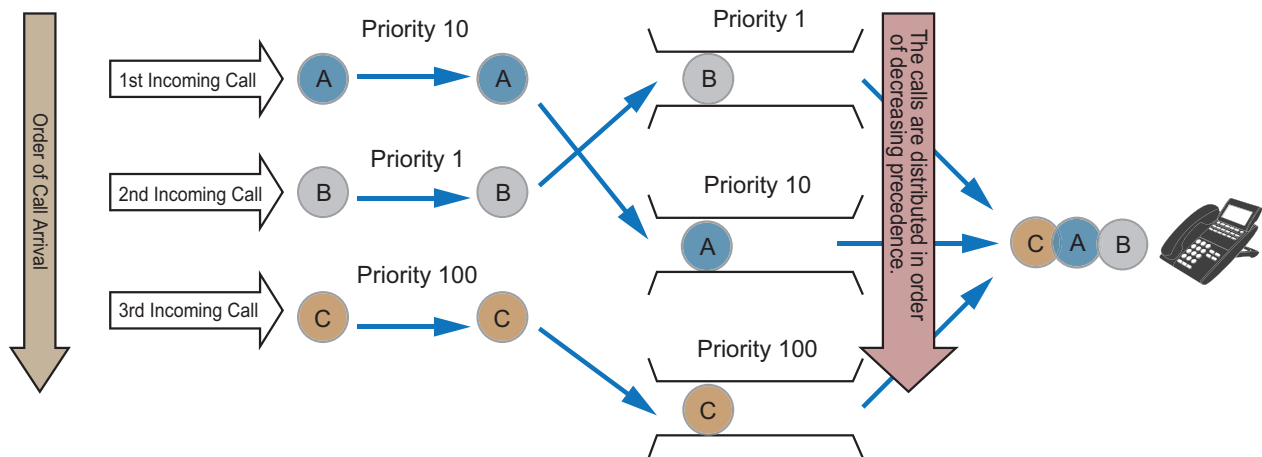 Order of Call Arrival
1st Incoming Call
Priority 10
A
A
2nd Incoming Call
Priority 1
B
B
3rd Incoming Call
Priority 100
C
C
Priority 1
B
Priority 10
A
Priority 100
C
The calls are distributed in order
of decreasing precedence.
C
A
B